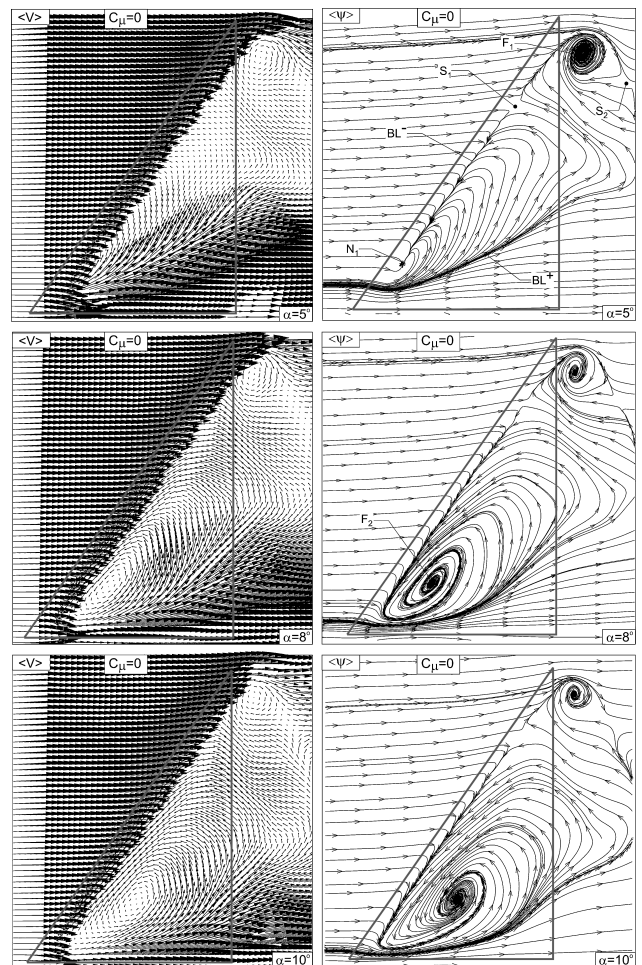 <V> Cμ=0
α=5°
<ψ> Cμ=0
F1
°S1
S2
BL-
N1
BL+
α=5°
<V> Cμ=0
α=8°
<ψ> Cμ=0
F2
α=8°
<V> Cμ=0
α=10°
<ψ> Cμ=0
α=10°